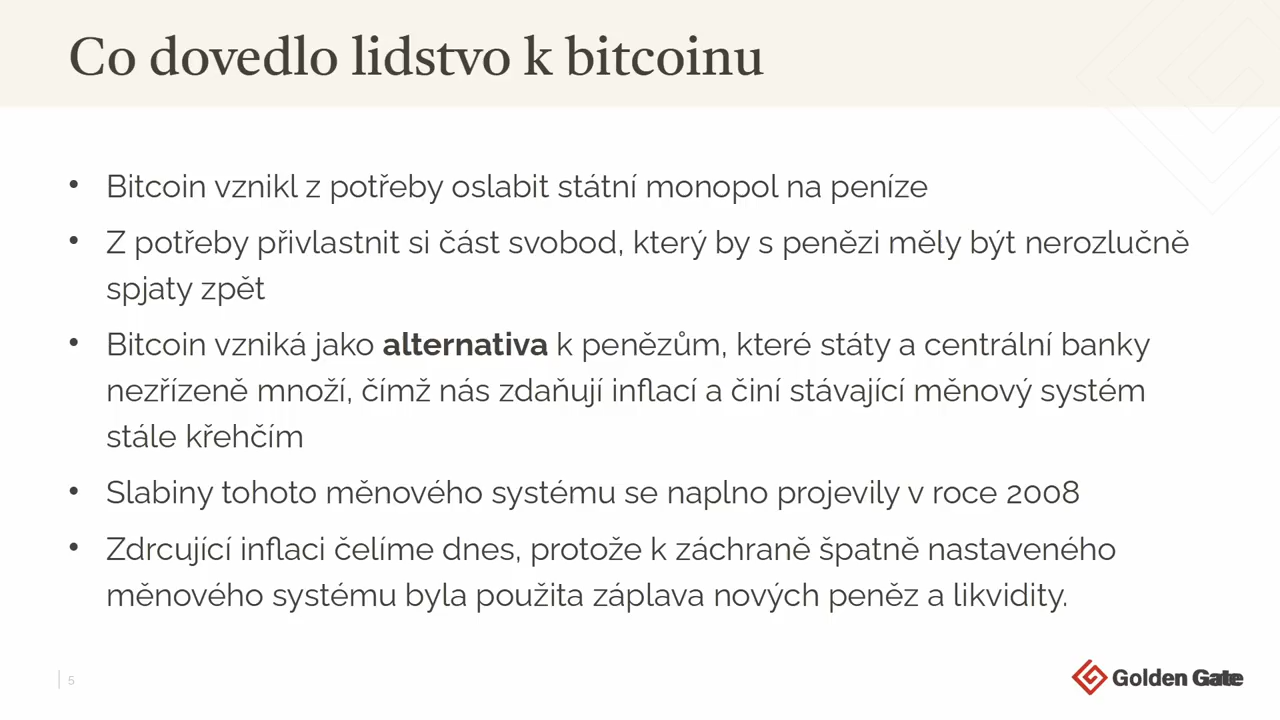 Co dovedlo lidstvo k bitcoinu
• Bitcoin vznikl z potřeby oslabit státní monopol na peníze
• Z potřeby přivlastnit si část svobod, který by s penězi měly být nerozlučně
spjaty zpět
• Bitcoin vzniká jako alternativa k penězům, které státy a centrální banky
nezřízeně množí, čímž nás zdaňují inflací a činí stávající měnový systém
stále křehčím
• Slabiny tohoto měnového systému se naplno projevily v roce 2008
• Zdrcující inflaci čelíme dnes, protože k záchraně špatně nastaveného
měnového systému byla použita záplava nových peněz a likvidity.
5
Golden Gate